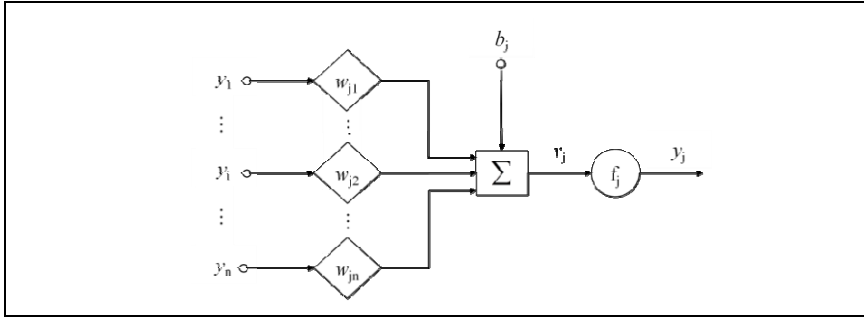 b_j
y_1 w_j1
⋮ ⋮
y_i w_j2 Σ r_j f_j y_j
⋮ ⋮
y_n w_jn